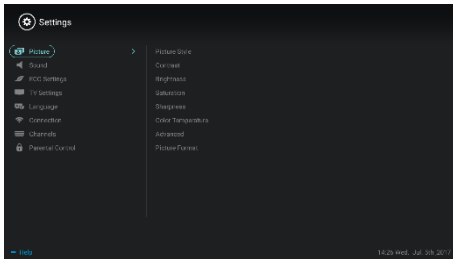 Settings
Picture
Sound
ECO Settings
TV Settings
Language
Connection
Channels
Parental Control
Picture Style
Contrast
Brightness
Saturation
Sharpness
Color Temperature
Advanced
Picture Format
Help
14:26 Wed, Jul. 5th ,2017